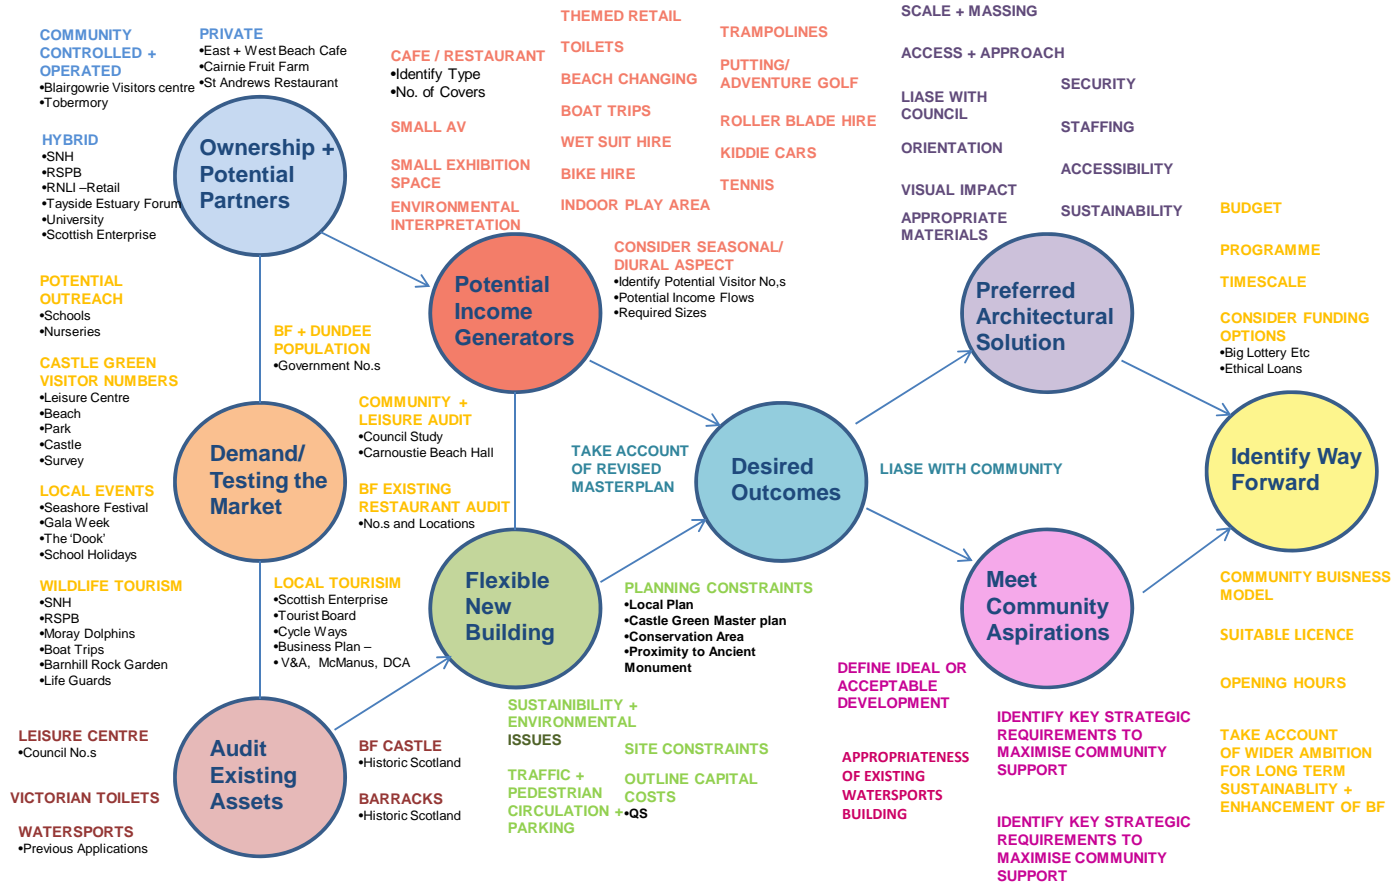 COMMUNITY
CONTROLLED +
OPERATED
•Blairgowrie Visitors centre
•Tobermory
PRIVATE
•East + West Beach Cafe
•Cairnie Fruit Farm
•St Andrews Restaurant
HYBRID
•SNH
•RSPB
•RNLI –Retail
•Tayside Estuary Forum
•University
•Scottish Enterprise
Ownership +
Potential
Partners
CAFE / RESTAURANT
•Identify Type
•No. of Covers
SMALL AV
SMALL EXHIBITION
SPACE
ENVIRONMENTAL
INTERPRETATION
THEMED RETAIL
TOILETS
BEACH CHANGING
BOAT TRIPS
WET SUIT HIRE
BIKE HIRE
INDOOR PLAY AREA
TRAMPOLINES
PUTTING/
ADVENTURE GOLF
ROLLER BLADE HIRE
KIDDIE CARS
TENNIS
CONSIDER SEASONAL/
DIURAL ASPECT
•Identify Potential Visitor No,s
•Potential Income Flows
•Required Sizes
Potential
Income
Generators
SCALE + MASSING
ACCESS + APPROACH
LIASE WITH
COUNCIL
ORIENTATION
VISUAL IMPACT
APPROPRIATE
MATERIALS
SECURITY
STAFFING
ACCESSIBILITY
SUSTAINABILITY
Preferred
Architectural
Solution
BUDGET
PROGRAMME
TIMESCALE
CONSIDER FUNDING
OPTIONS
•Big Lottery Etc
•Ethical Loans
POTENTIAL
OUTREACH
•Schools
•Nurseries
CASTLE GREEN
VISITOR NUMBERS
•Leisure Centre
•Beach
•Park
•Castle
•Survey
LOCAL EVENTS
•Seashore Festival
•Gala Week
•The ‘Dook’
•School Holidays
WILDLIFE TOURISM
•SNH
•RSPB
•Moray Dolphins
•Boat Trips
•Barnhill Rock Garden
•Life Guards
BF + DUNDEE
POPULATION
•Government No.s
COMMUNITY +
LEISURE AUDIT
•Council Study
•Carnoustie Beach Hall
BF EXISTING
RESTAURANT AUDIT
•No.s and Locations
Demand/
Testing the
Market
LOCAL TOURISIM
•Scottish Enterprise
•Tourist Board
•Cycle Ways
•Business Plan –
• V&A, McManus, DCA
TAKE ACCOUNT
OF REVISED
MASTERPLAN
Desired
Outcomes
LIASE WITH COMMUNITY
Identify Way
Forward
Flexible
New
Building
PLANNING CONSTRAINTS
•Local Plan
•Castle Green Master plan
•Conservation Area
•Proximity to Ancient
Monument
SUSTAINIBILITY +
ENVIRONMENTAL
ISSUES
TRAFFIC +
PEDESTRIAN
CIRCULATION +
PARKING
SITE CONSTRAINTS
OUTLINE CAPITAL
COSTS
•QS
Meet
Community
Aspirations
DEFINE IDEAL OR
ACCEPTABLE
DEVELOPMENT
APPROPRIATENESS
OF EXISTING
WATERSPORTS
BUILDING
IDENTIFY KEY STRATEGIC
REQUIREMENTS TO
MAXIMISE COMMUNITY
SUPPORT
IDENTIFY KEY STRATEGIC
REQUIREMENTS TO
MAXIMISE COMMUNITY
SUPPORT
COMMUNITY BUISNESS
MODEL
SUITABLE LICENCE
OPENING HOURS
TAKE ACCOUNT
OF WIDER AMBITION
FOR LONG TERM
SUSTAINABLITY +
ENHANCEMENT OF BF
LEISURE CENTRE
•Council No.s
VICTORIAN TOILETS
WATERSPORTS
•Previous Applications
Audit
Existing
Assets
BF CASTLE
•Historic Scotland
BARRACKS
•Historic Scotland